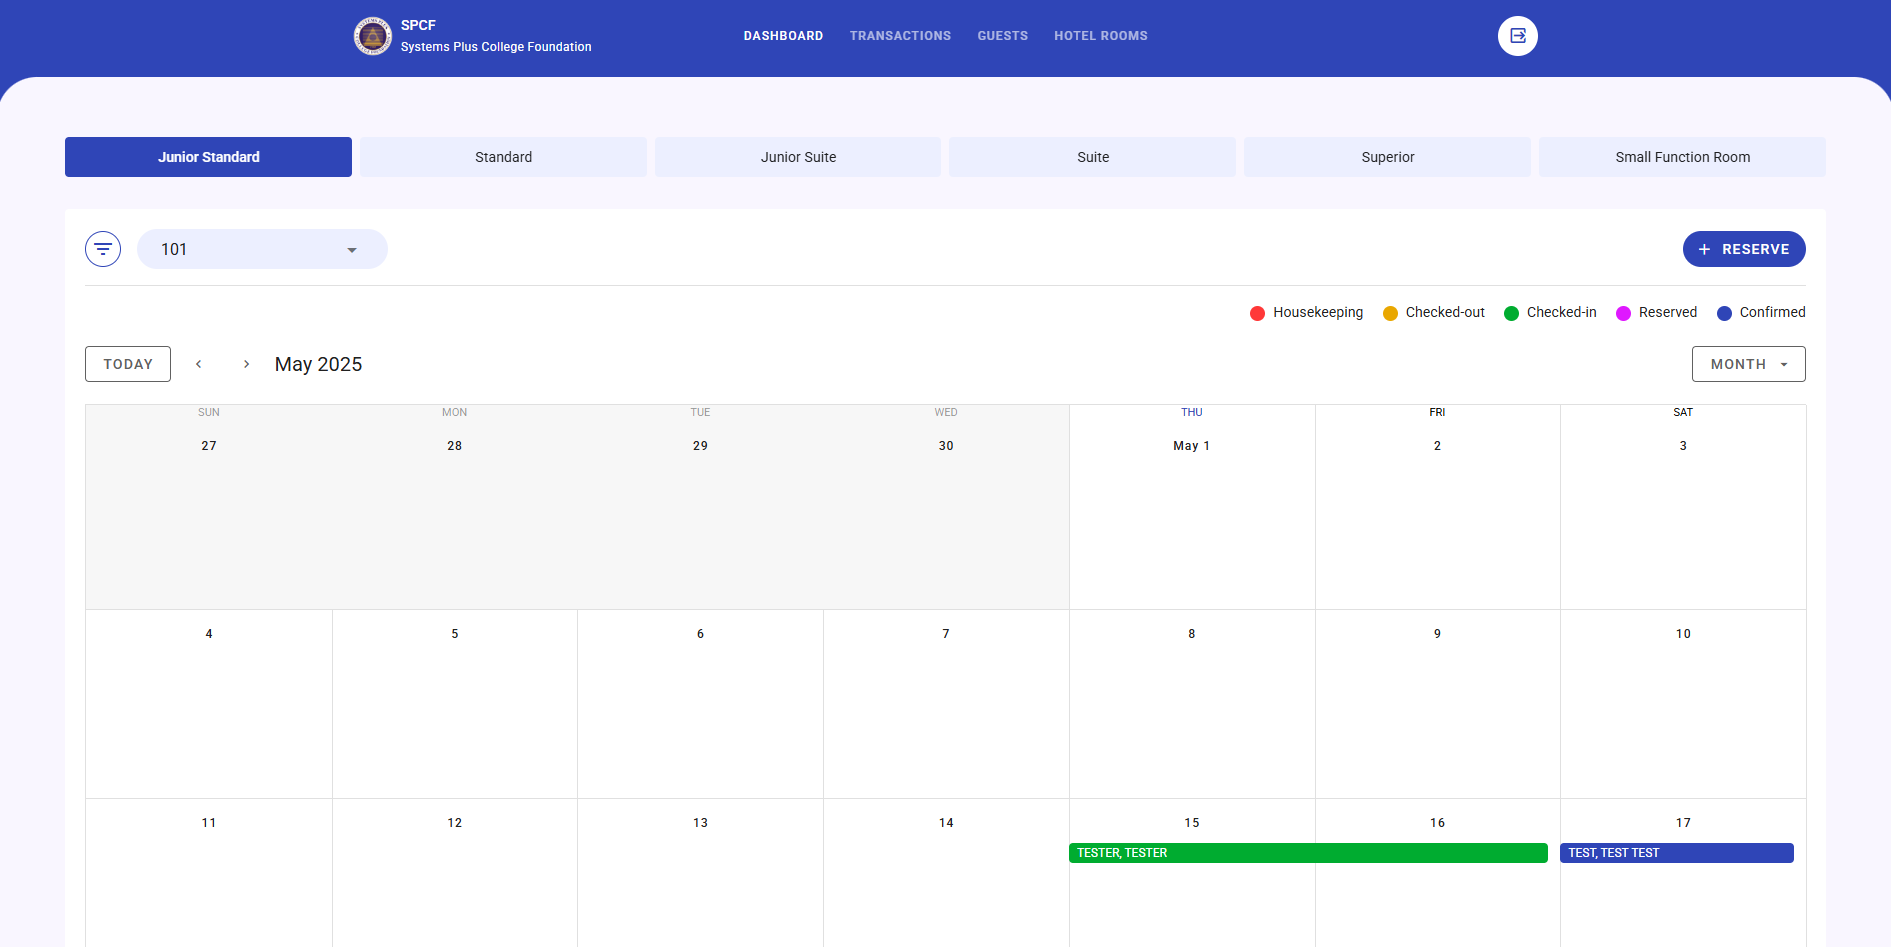 SPCF
Systems Plus College Foundation
DASHBOARD TRANSACTIONS GUESTS HOTEL ROOMS
Junior Standard Standard Junior Suite Suite Superior Small Function Room
101
+ RESERVE
Housekeeping Checked-out Checked-in Reserved Confirmed
TODAY < > May 2025 MONTH
SUN MON TUE WED THU FRI SAT
27 28 29 30 May 1 2 3
4 5 6 7 8 9 10
11 12 13 14 15 16 17
TESTER, TESTER TEST, TEST TEST